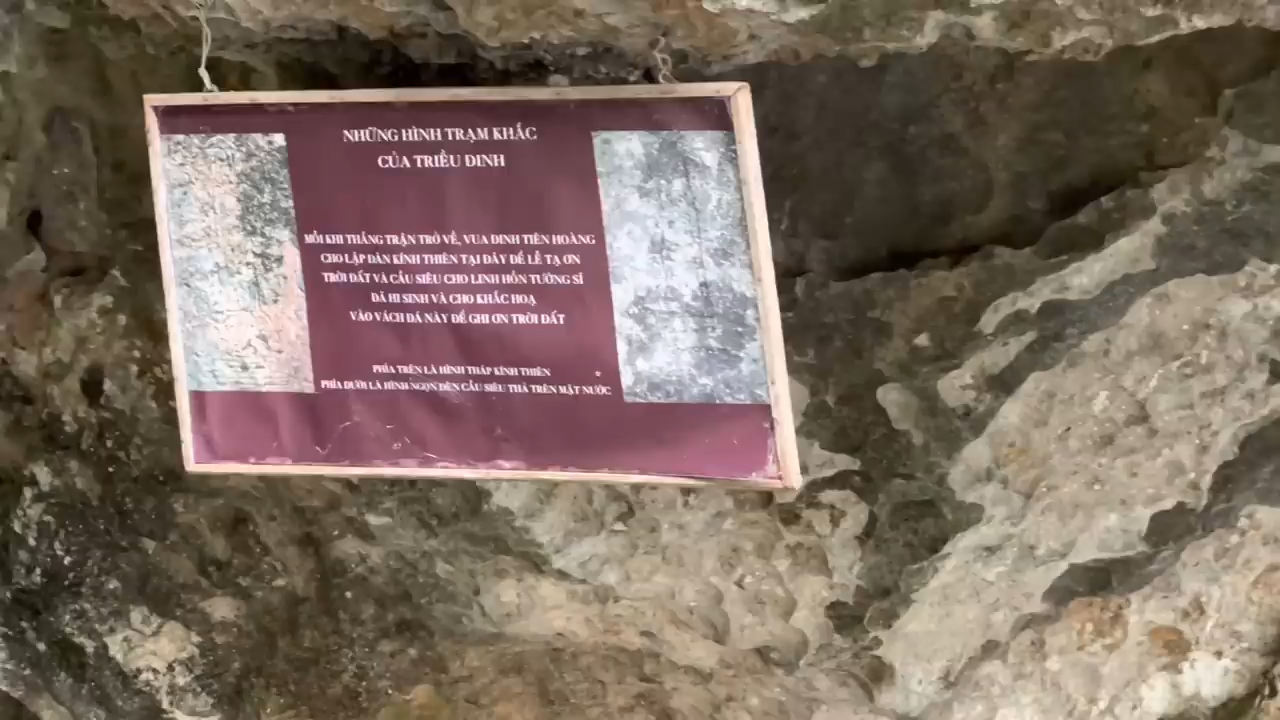 NHỮNG HÌNH TRẠM KHẮC
CỦA TRIỀU ĐINH
MỖI KHI THẮNG TRẬN TRỞ VỀ, VUA ĐINH TIÊN HOÀNG
CHO LẬP ĐÀN KÍNH THIÊN TẠI ĐÂY ĐỂ LỄ TẠ ƠN
TRỜI ĐẤT VÀ CẦU SIÊU CHO LINH HỒN TƯỚNG SĨ
ĐÃ HI SINH VÀ CHO KHẮC HOẠ
VÀO VÁCH ĐÁ NÀY ĐỂ GHI ƠN TRỜI ĐẤT
PHÍA TRÊN LÀ HÌNH THÁP KÍNH THIÊN
PHÍA DƯỚI LÀ HÌNH NGỌN ĐÈN CẦU SIÊU THẢ TRÊN MẶT NƯỚC